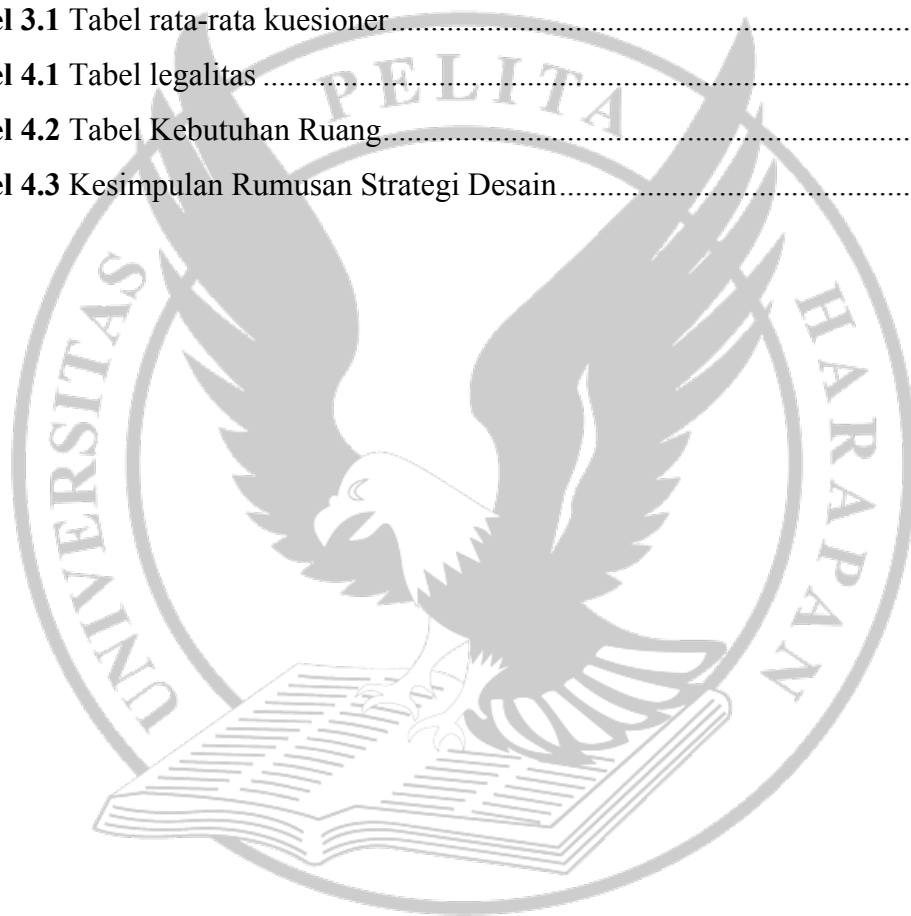 el 3.1 Tabel rata-rata kuesioner..............................................................
el 4.1 Tabel legalitas..............................................................................
el 4.2 Tabel Kebutuhan Ruang..............................................................
el 4.3 Kesimpulan Rumusan Strategi Desain..........................................
UNIVERSITAS PELITA HARAPAN